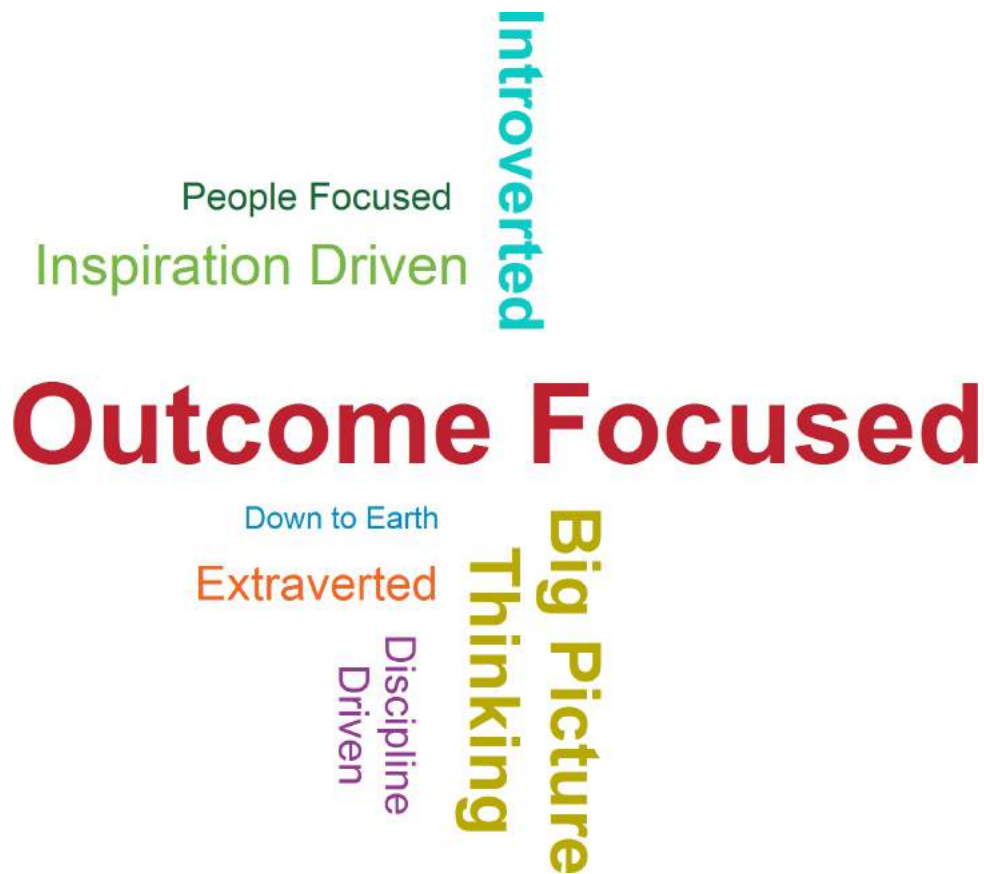 Introverted
People Focused
Inspiration Driven
Outcome Focused
Down to Earth
Extraverted
Big Picture
Thinking
Discipline
Driven